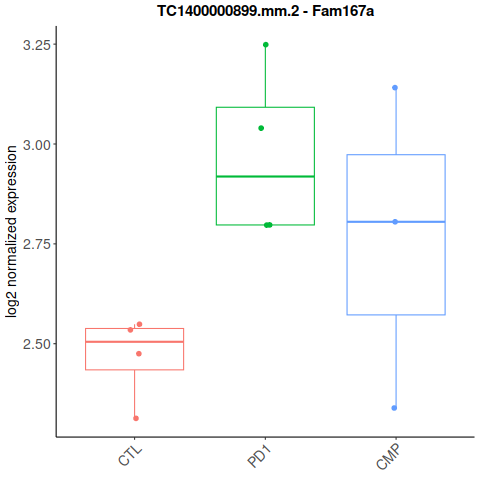 TC1400000899.mm.2 - Fam167a
log2 normalized expression
3.25
3.00
2.75
2.50
CTL
PD1
CMP